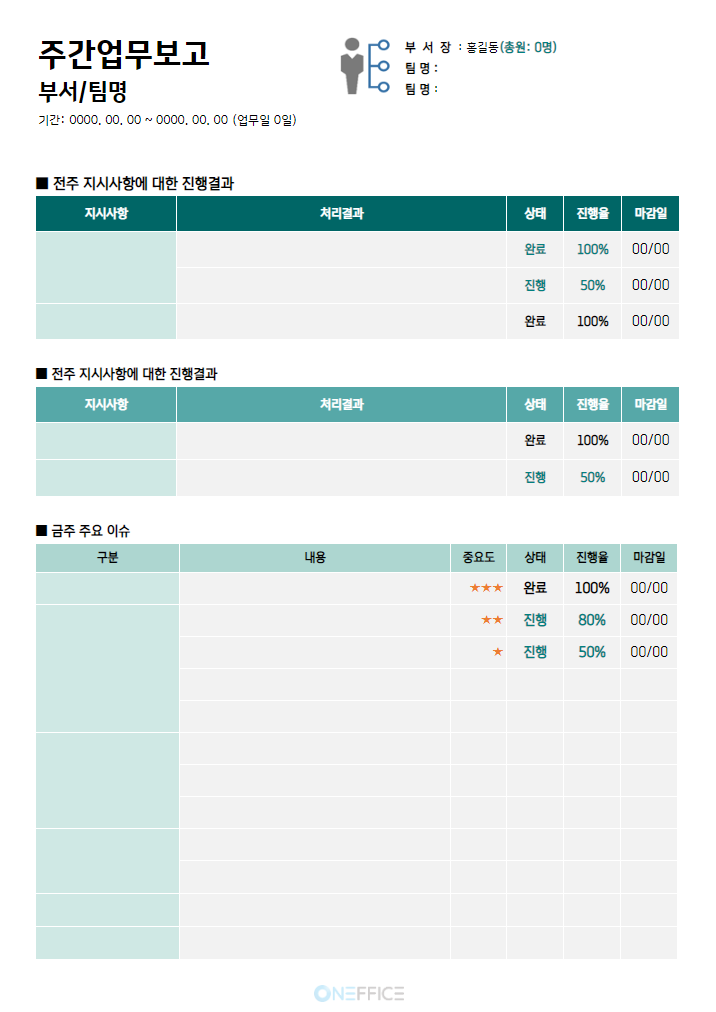 주간업무보고
부서/팀명
기간: 0000. 00. 00 ~ 0000. 00. 00 (업무일 0일)
부 서 장 : 홍길동(총원: 0명)
팀 명 :
팀 명 :
■ 전주 지시사항에 대한 진행결과
지시사항 처리결과 상태 진행율 마감일
완료 100% 00/00
진행 50% 00/00
완료 100% 00/00
■ 전주 지시사항에 대한 진행결과
지시사항 처리결과 상태 진행율 마감일
완료 100% 00/00
진행 50% 00/00
■ 금주 주요 이슈
구분 내용 중요도 상태 진행율 마감일
★★★ 완료 100% 00/00
★★ 진행 80% 00/00
★ 진행 50% 00/00
ONEFFICE